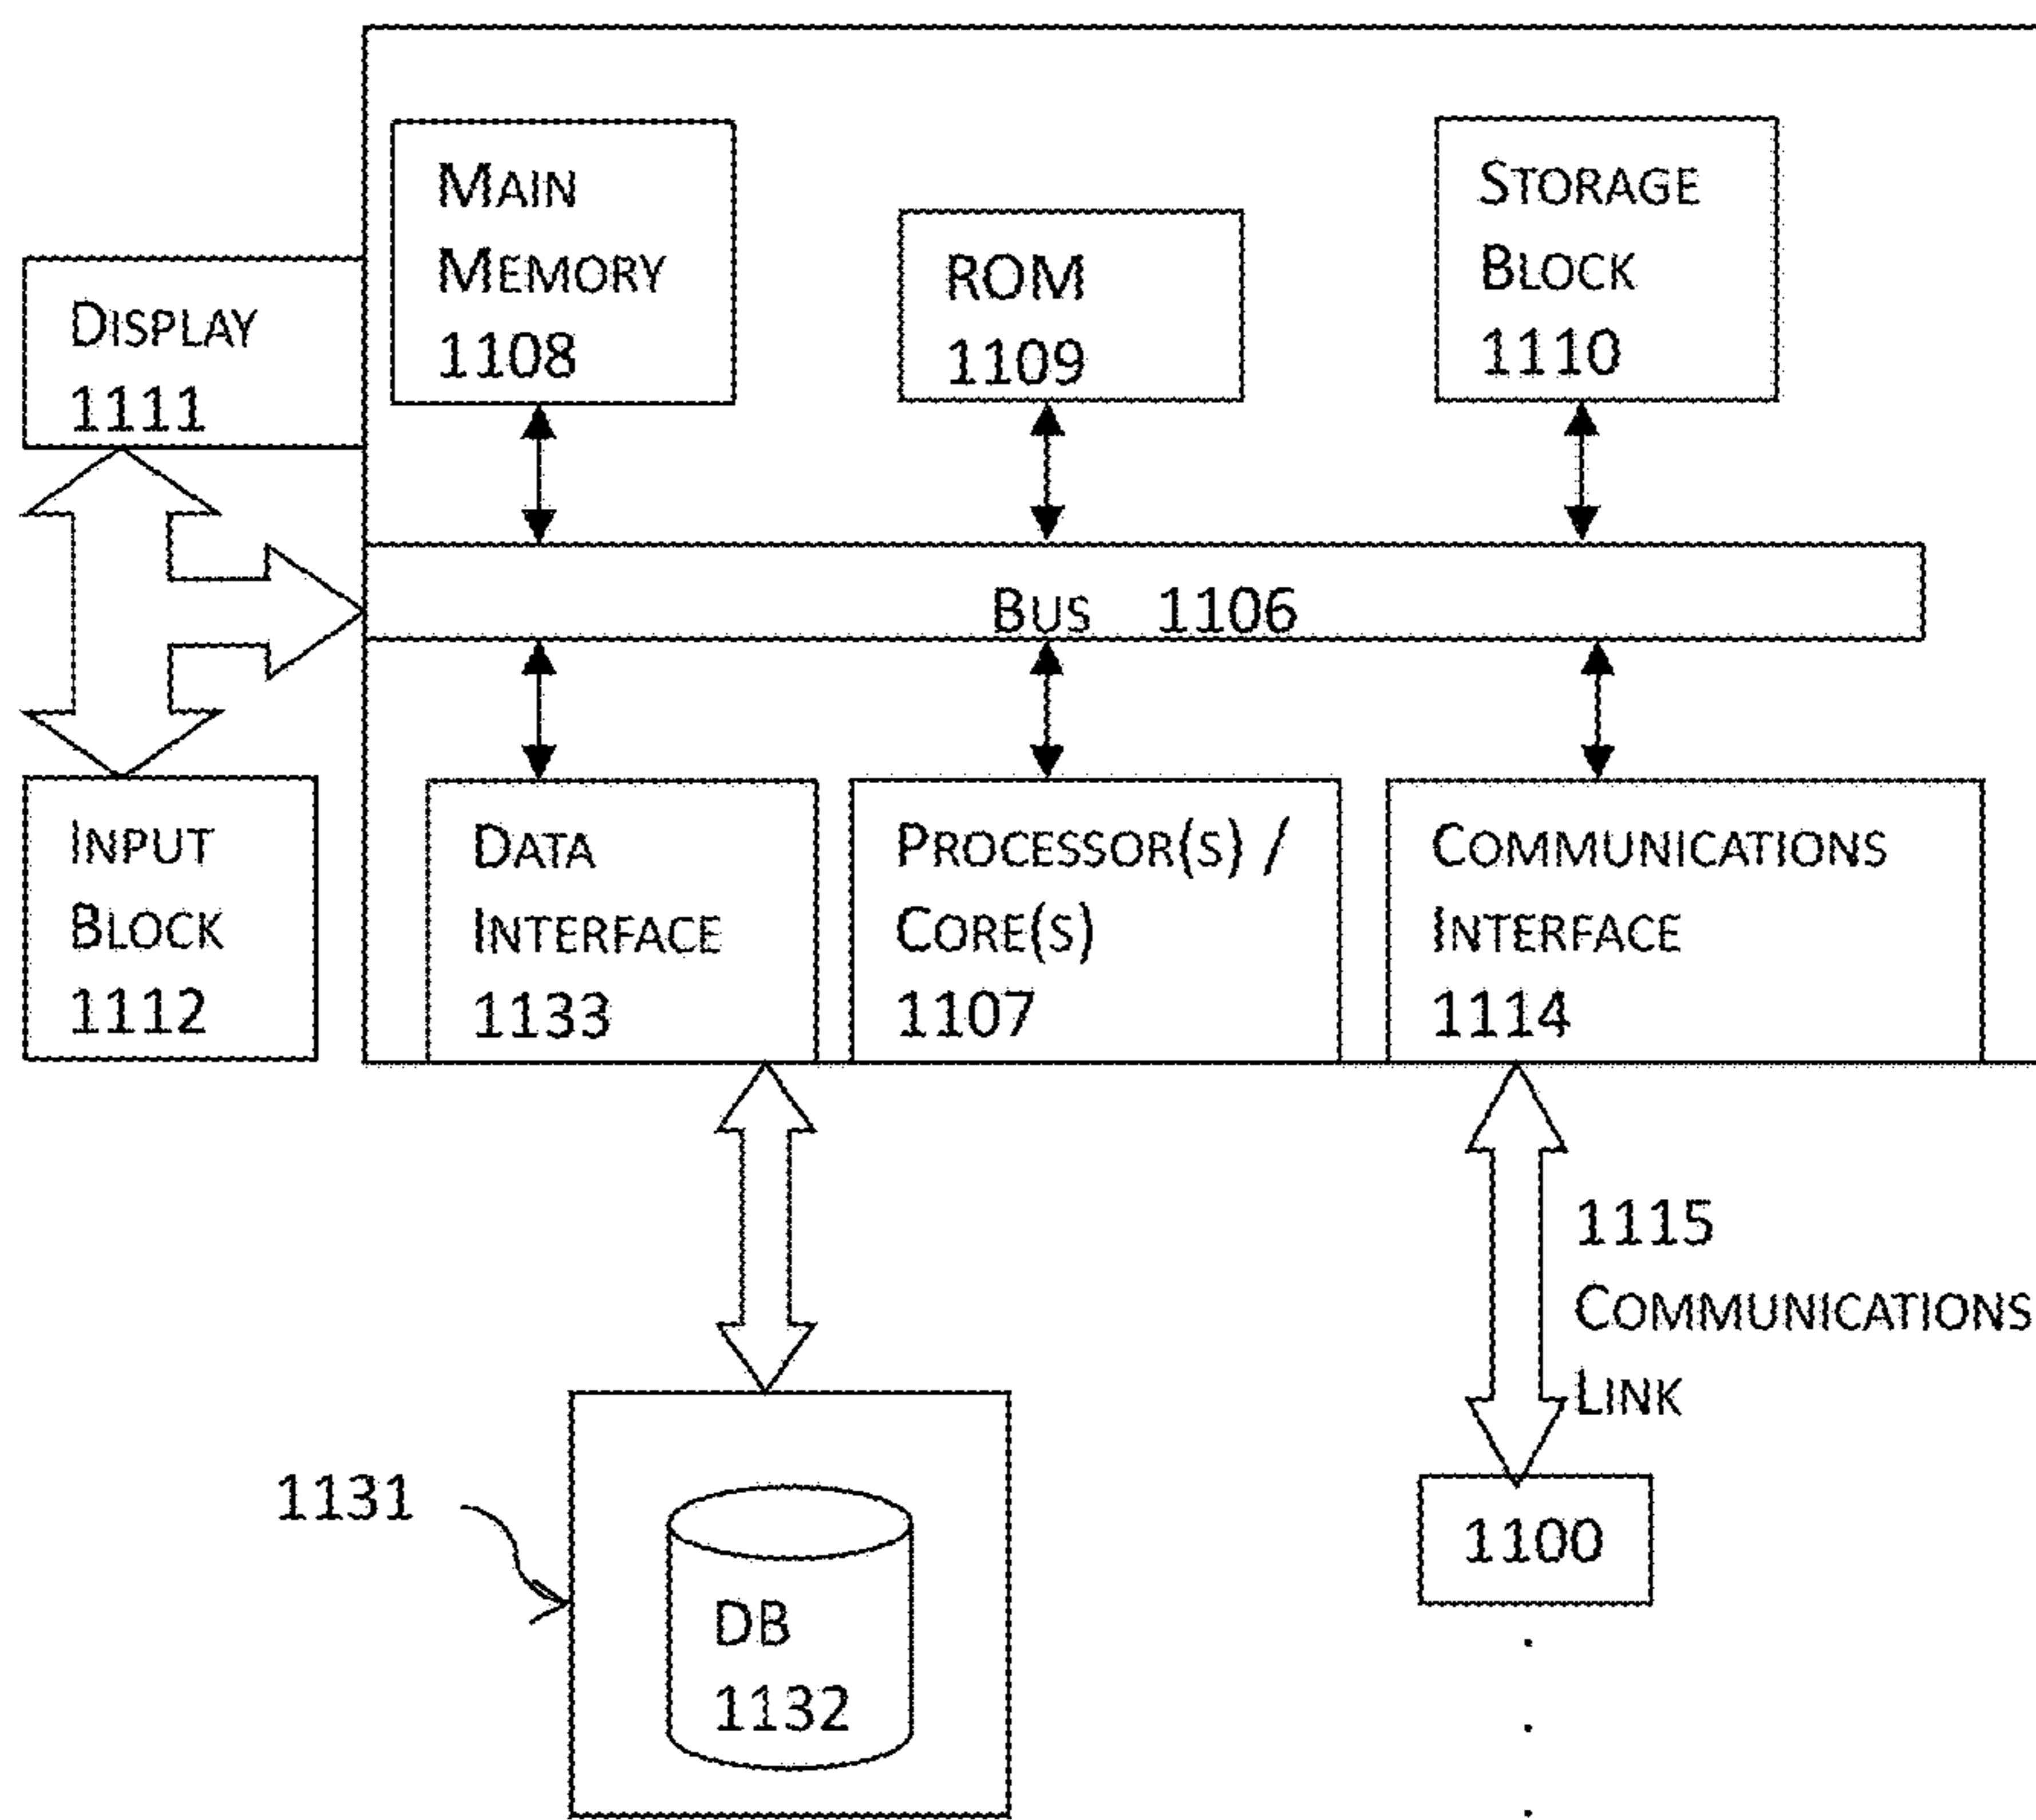 MAIN
MEMORY
1108
ROM
1109
STORAGE
BLOCK
1110
DISPLAY
1111
BUS 1106
INPUT
BLOCK
1112
DATA
INTERFACE
1133
PROCESSOR(S) /
CORE(S)
1107
COMMUNICATIONS
INTERFACE
1114
1115
COMMUNICATIONS
LINK
1131
DB
1132
1100